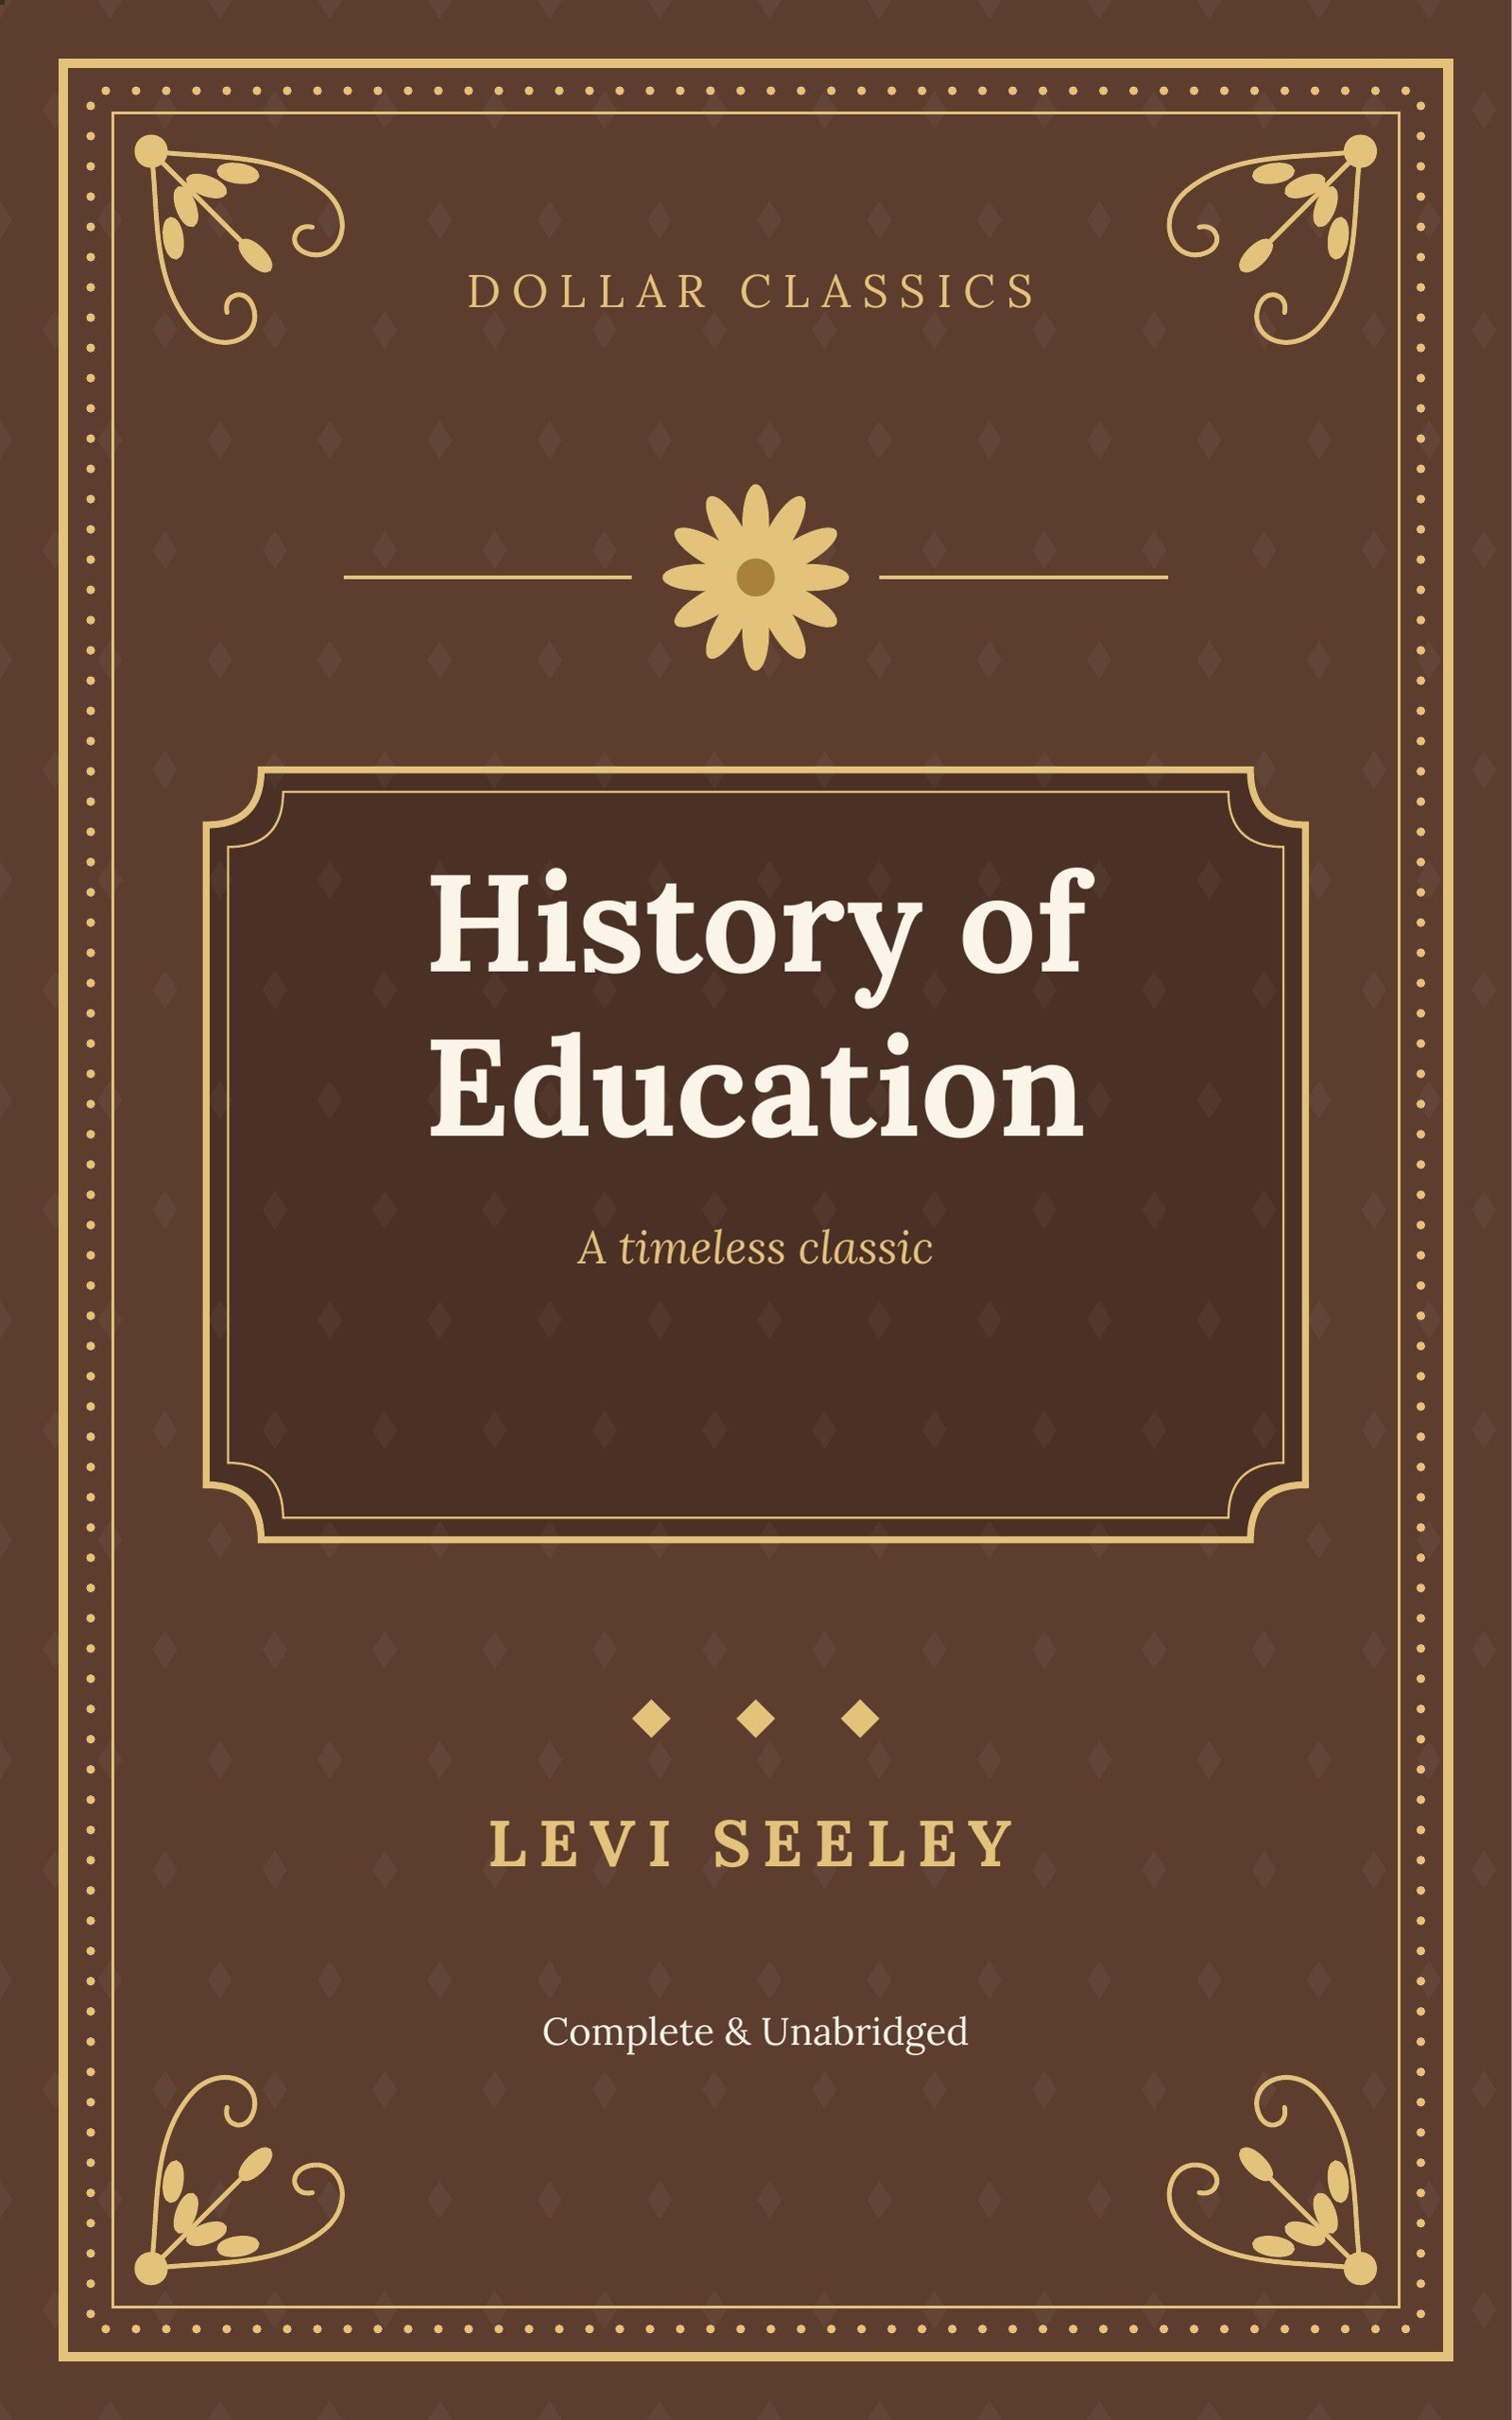 DOLLAR CLASSICS
History of
Education
A timeless classic
LEVI SEELEY
Complete & Unabridged